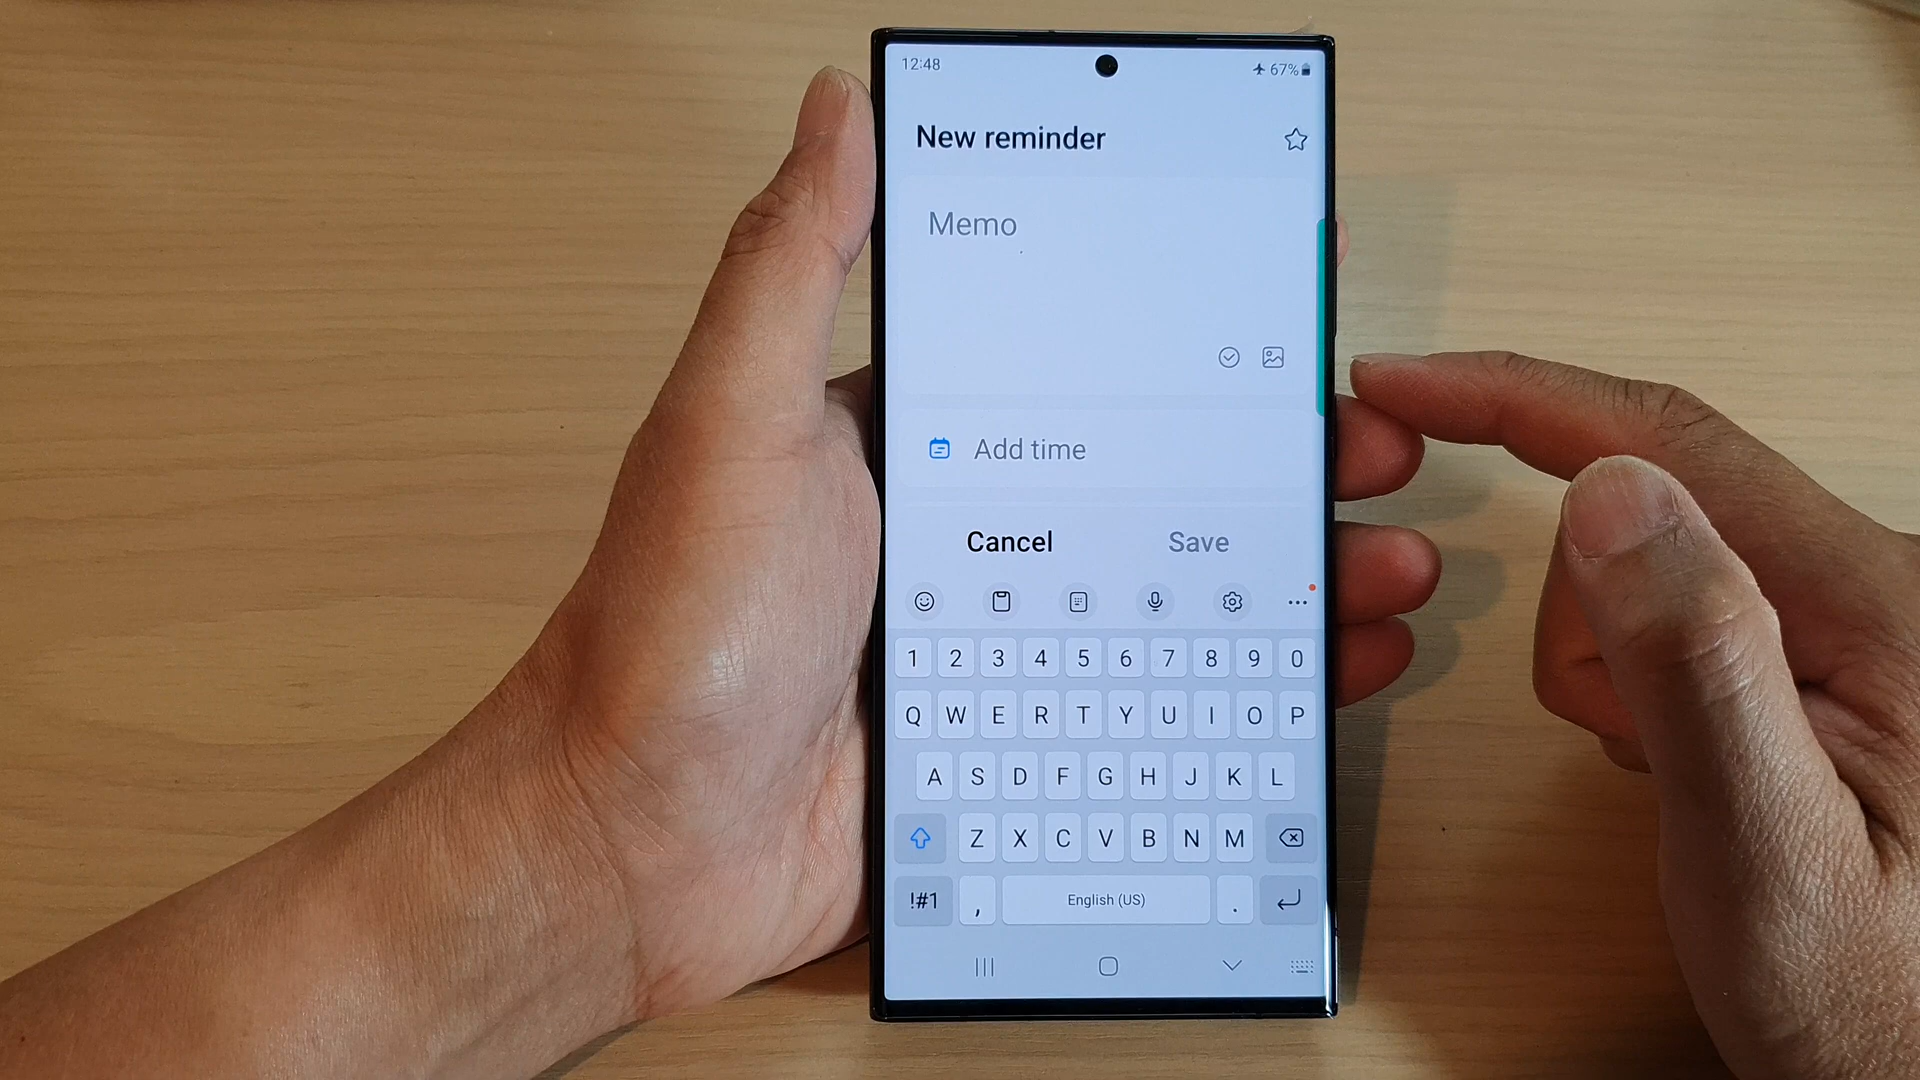 12:48
67%
New reminder
Memo
Add time
Cancel Save
1 2 3 4 5 6 7 8 9 0
Q W E R T Y U I O P
A S D F G H J K L
Z X C V B N M
!#1 , English (US) .